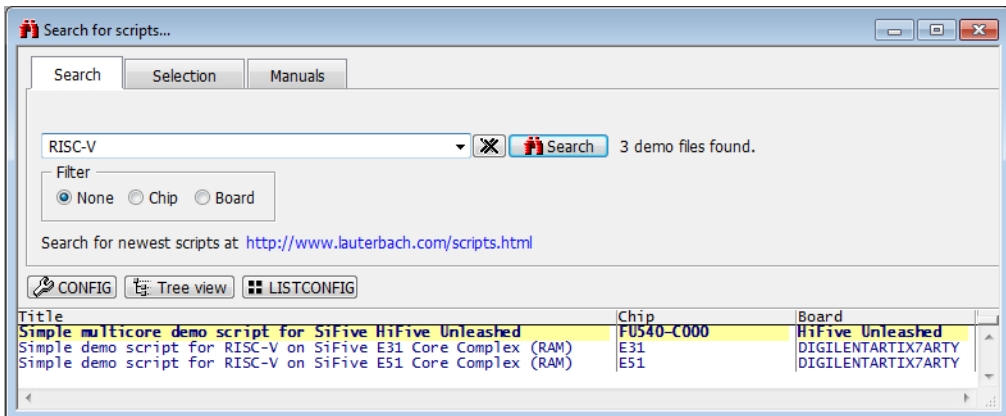 Search for scripts...
Search Selection Manuals
RISC-V Search 3 demo files found.
Filter
None Chip Board
Search for newest scripts at http://www.lauterbach.com/scripts.html
CONFIG Tree view LISTCONFIG
Title Chip Board
Simple multicore demo script for SiFive HiFive Unleashed FU540-C000 HiFive Unleashed
Simple demo script for RISC-V on SiFive E31 Core Complex (RAM) E31 DIGILENTARTIX7ARTY
Simple demo script for RISC-V on SiFive E51 Core Complex (RAM) E51 DIGILENTARTIX7ARTY